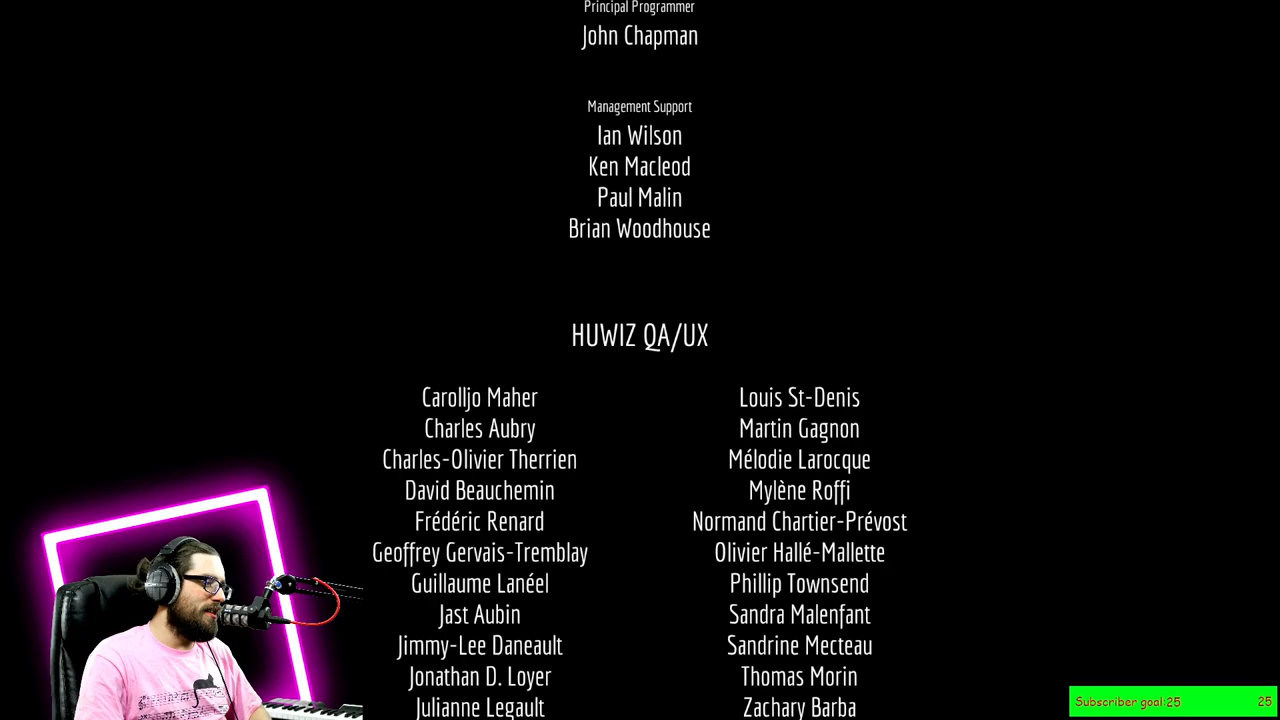 Principal Programmer
John Chapman
Management Support
Ian Wilson
Ken Macleod
Paul Malin
Brian Woodhouse
HUWIZ QA/UX
Carolljo Maher
Charles Aubry
Charles-Olivier Therrien
David Beauchemin
Frédéric Renard
Geoffrey Gervais-Tremblay
Guillaume Lanéel
Jast Aubin
Jimmy-Lee Daneault
Jonathan D. Loyer
Julianne Legault
Louis St-Denis
Martin Gagnon
Mélodie Larocque
Mylène Roffi
Normand Chartier-Prévost
Olivier Hallé-Mallette
Phillip Townsend
Sandra Malenfant
Sandrine Mecteau
Thomas Morin
Zachary Barba
Subscriber goal:25 25